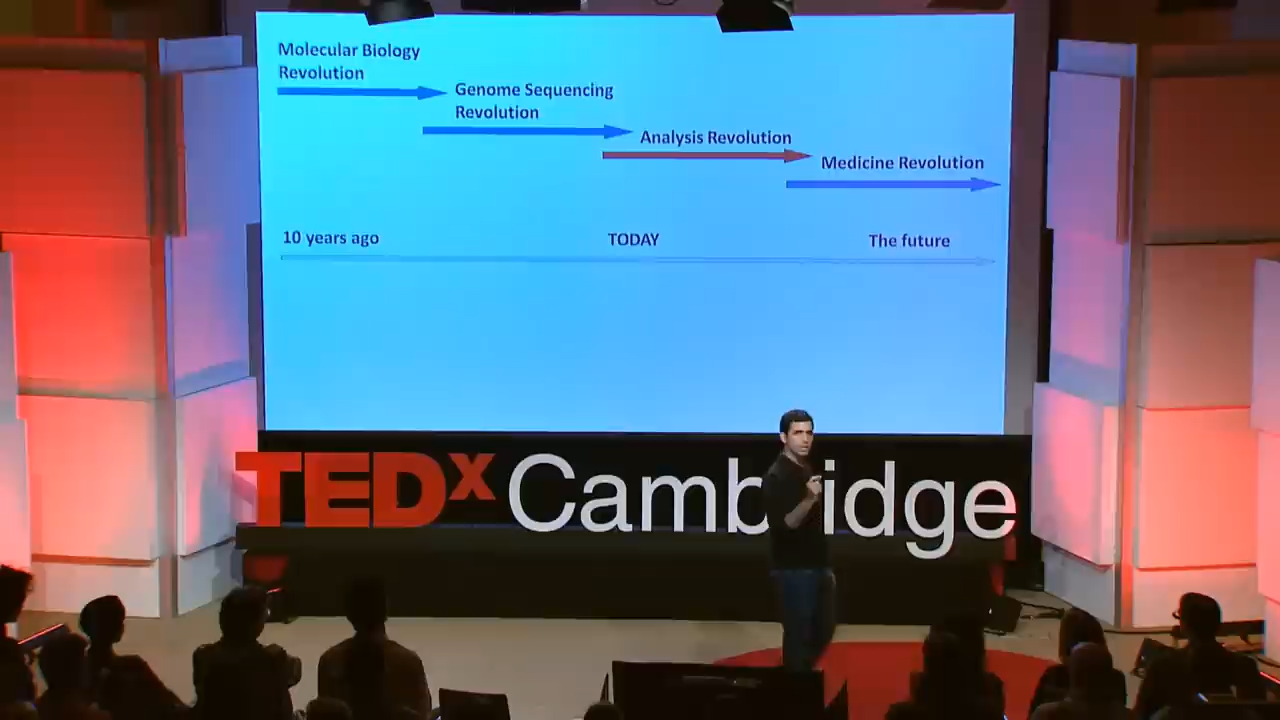 Molecular Biology
Revolution
Genome Sequencing
Revolution
Analysis Revolution
Medicine Revolution
10 years ago
TODAY
The future
TEDx Cambridge